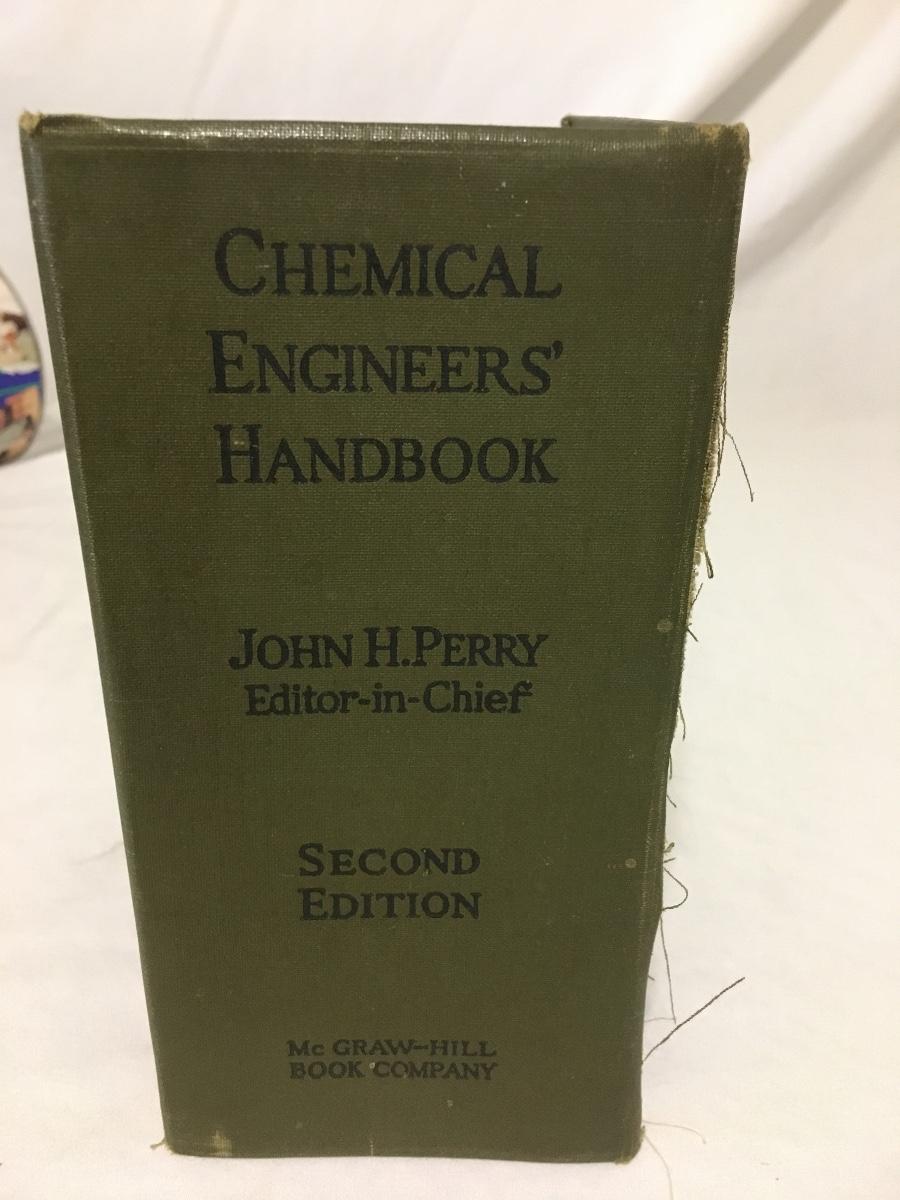 CHEMICAL
ENGINEERS'
HANDBOOK
JOHN H. PERRY
Editor-in-Chief
SECOND
EDITION
MC GRAW-HILL
BOOK COMPANY